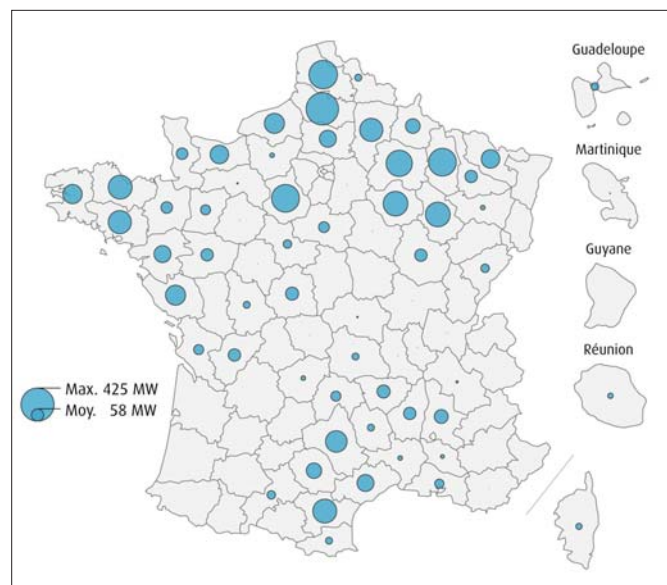 Guadeloupe
Martinique
Guyane
Réunion
Max. 425 MW
Moy. 58 MW